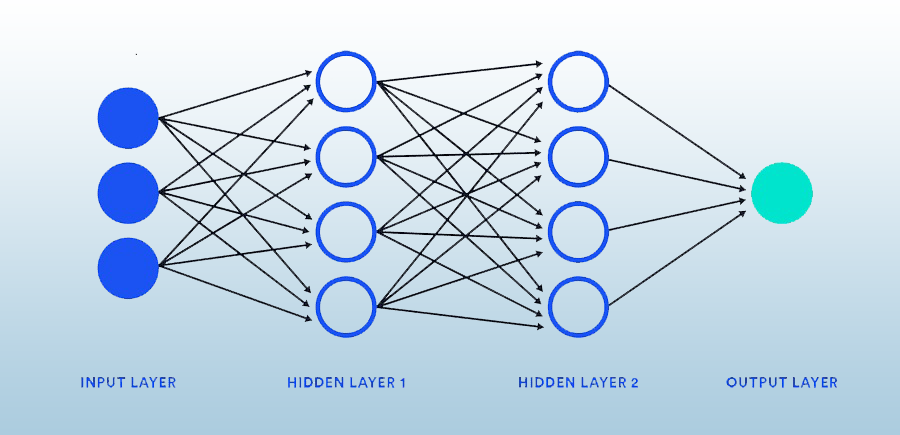 INPUT LAYER
HIDDEN LAYER 1
HIDDEN LAYER 2
OUTPUT LAYER